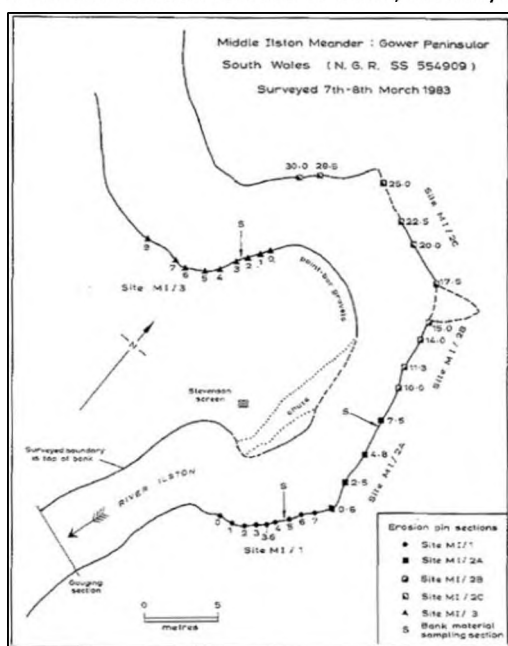 Middle Ilston Meander : Gower Peninsular
South Wales (N.G.R. SS 554909)
Surveyed 7th-8th March 1983
30·0 28·5
25·0
Site MI/2C
22·5
20·0
17·5
S
9
7
6
5 4 3 2 1 0
Site MI/3
point-bar gravels
15·0
14·0
Site MI/2B
11·3
10·0
N
Stevenson
screen
chute
S
7·5
4·8
Site MI/2A
2·5
Surveyed boundary
is top of bank
RIVER ILSTON
S
0·6
0 1 2 3 3·6 4 5 6 7
Site MI/1
Gauging
section
0 5
metres
Erosion pin sections
Site MI/1
Site MI/2A
Site MI/2B
Site MI/2C
Site MI/3
S Bank material
sampling section